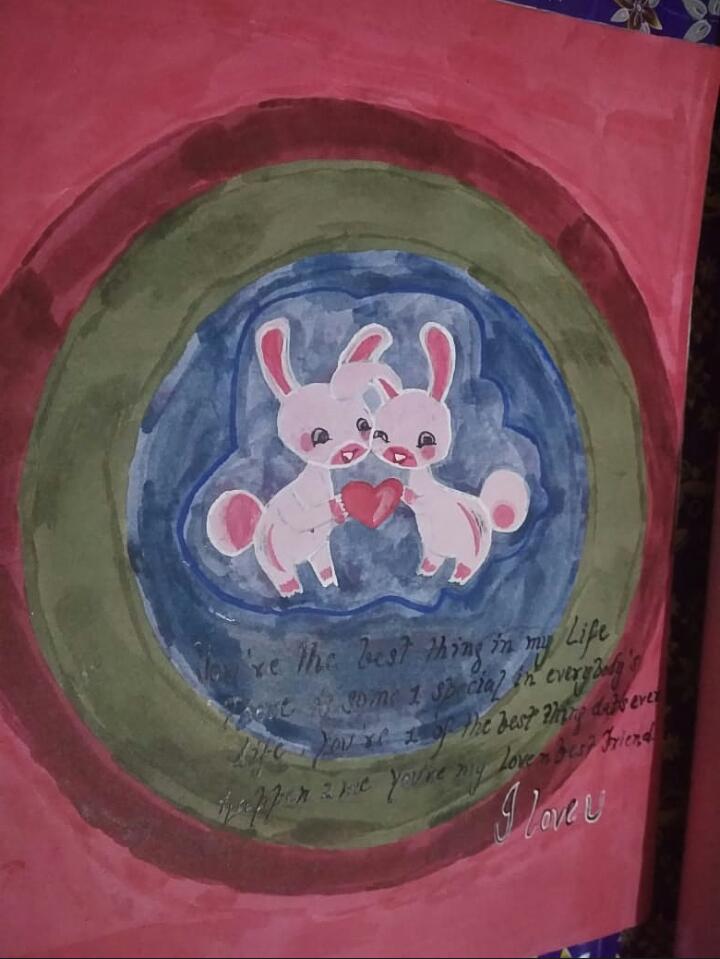 You're the best thing in my Life
There is some 1 special in everybody's
Life, you're 1 of the best thing dats ever
happen 2 me you're my love n best friend
I love u